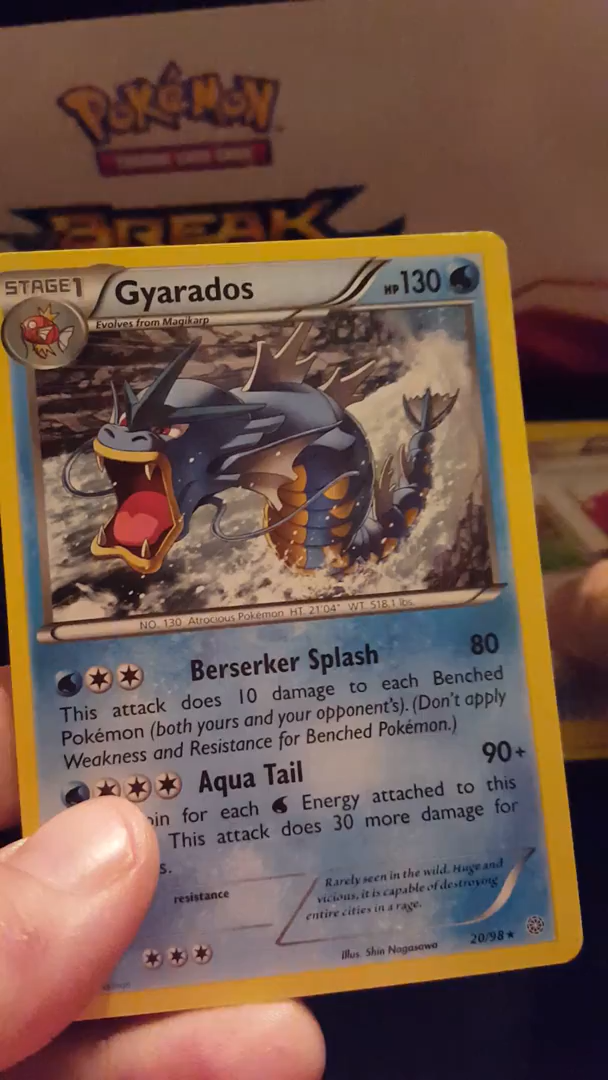 POKÉMON
BREAK
STAGE1 Gyarados HP130
Evolves from Magikarp
NO. 130 Atrocious Pokémon HT. 21'04" WT. 518.1 lbs.
Berserker Splash 80
This attack does 10 damage to each Benched
Pokémon (both yours and your opponent's). (Don't apply
Weakness and Resistance for Benched Pokémon.)
Aqua Tail 90+
for each Energy attached to this
This attack does 30 more damage for
s.
resistance
Rarely seen in the wild. Huge and
vicious, it is capable of destroying
entire cities in a rage.
Illus. Shin Nagasawa
20/98★